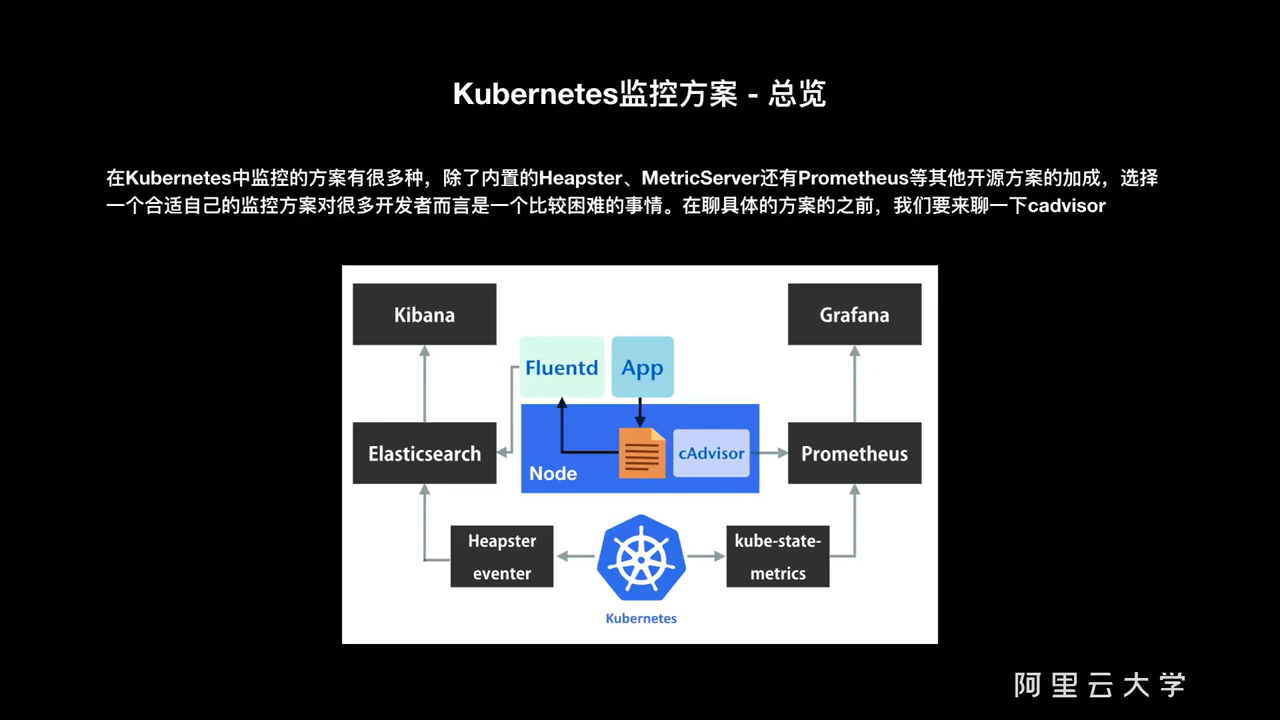 Kubernetes监控方案 - 总览
在Kubernetes中监控的方案有很多种，除了内置的Heapster、MetricServer还有Prometheus等其他开源方案的加成，选择
一个合适自己的监控方案对很多开发者而言是一个比较困难的事情。在聊具体的方案的之前，我们要来聊一下cadvisor
Kibana
Grafana
Fluentd
App
Elasticsearch
cAdvisor
Prometheus
Node
Heapster
eventer
kube-state-
metrics
Kubernetes
阿里云大学